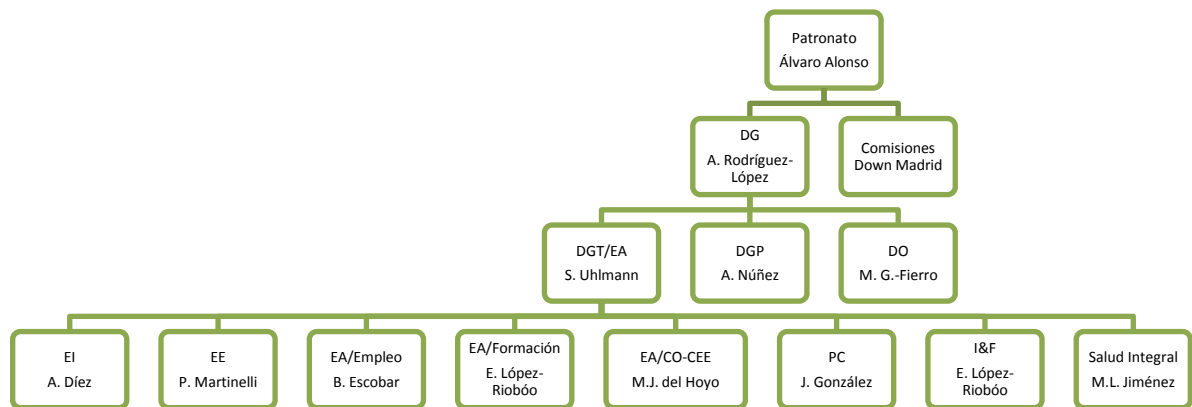 Patronato
Álvaro Alonso
DG
A. Rodríguez-
López
Comisiones
Down Madrid
DGT/EA
S. Uhlmann
DGP
A. Núñez
DO
M. G.-Fierro
EI
A. Díez
EE
P. Martinelli
EA/Empleo
B. Escobar
EA/Formación
E. López-
Riobóo
EA/CO-CEE
M.J. del Hoyo
PC
J. González
I&F
E. López-
Riobóo
Salud Integral
M.L. Jiménez